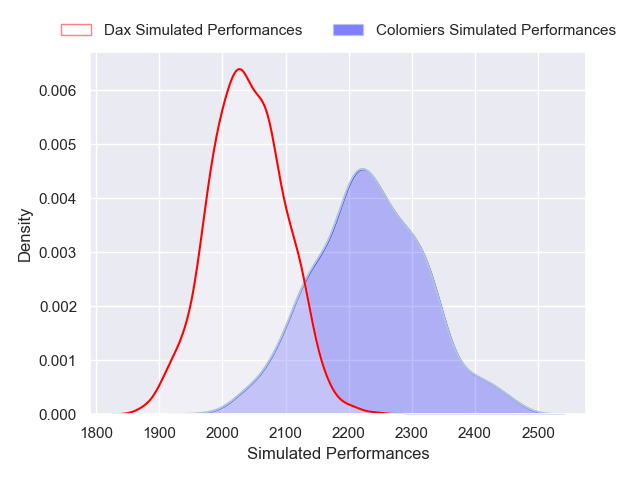 Dax Simulated Performances Colomiers Simulated Performances
0.006
0.005
0.004
0.003
0.002
0.001
0.000
Density
1800 1900 2000 2100 2200 2300 2400 2500
Simulated Performances